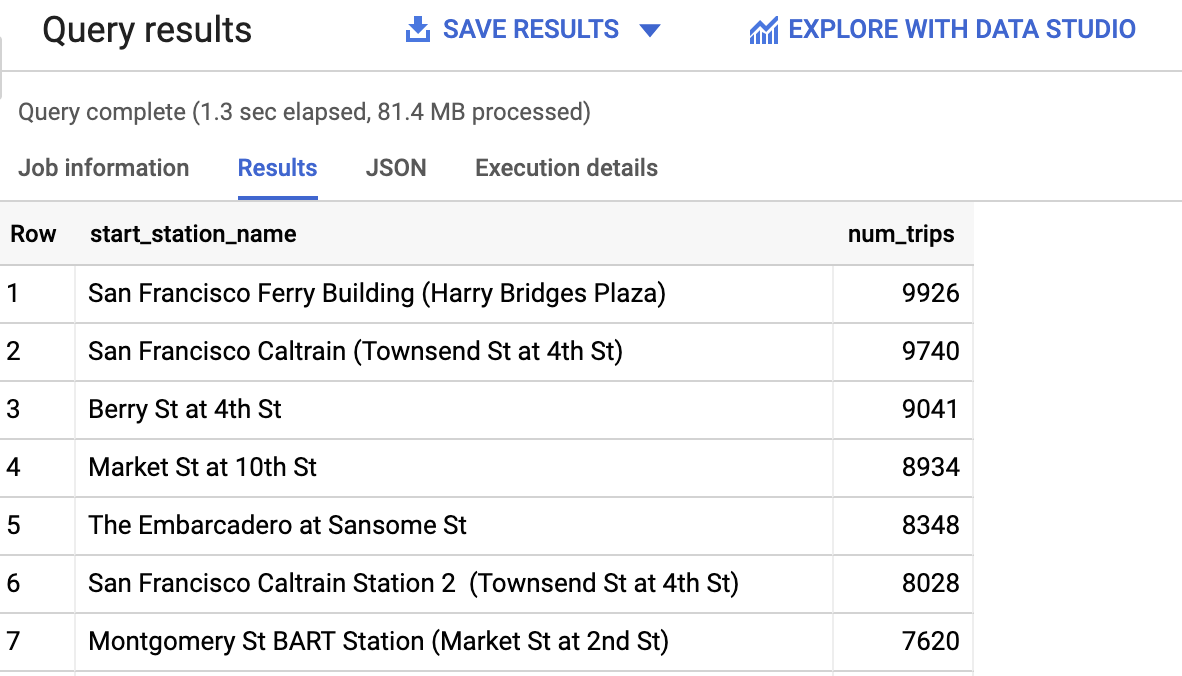 Query results SAVE RESULTS EXPLORE WITH DATA STUDIO
Query complete (1.3 sec elapsed, 81.4 MB processed)
Job information Results JSON Execution details
Row start_station_name num_trips
1 San Francisco Ferry Building (Harry Bridges Plaza) 9926
2 San Francisco Caltrain (Townsend St at 4th St) 9740
3 Berry St at 4th St 9041
4 Market St at 10th St 8934
5 The Embarcadero at Sansome St 8348
6 San Francisco Caltrain Station 2  (Townsend St at 4th St) 8028
7 Montgomery St BART Station (Market St at 2nd St) 7620